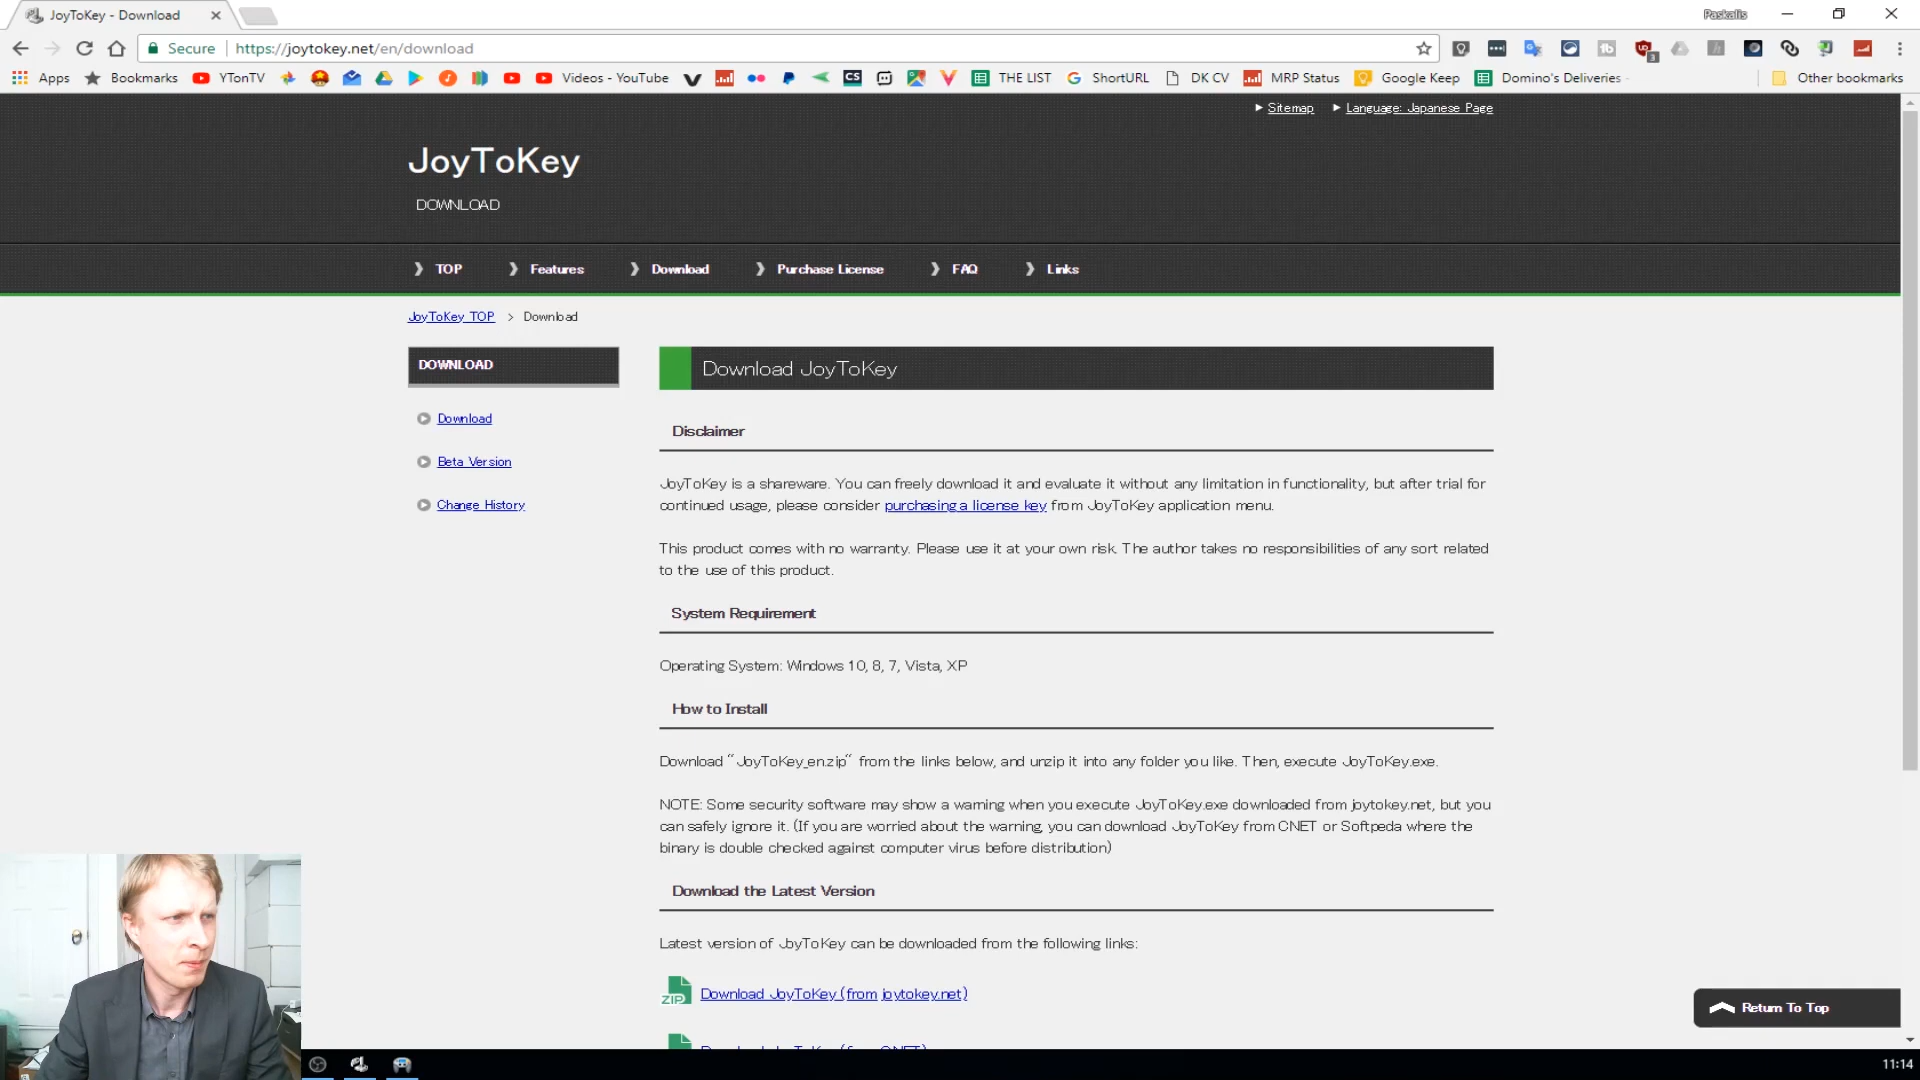 JoyToKey - Download
Paskalis
Secure https://joytokey.net/en/download
Apps Bookmarks YTonTV Videos - YouTube CS THE LIST ShortURL DK CV MRP Status Google Keep Domino's Deliveries Other bookmarks
Sitemap Language: Japanese Page
JoyToKey
DOWNLOAD
TOP Features Download Purchase License FAQ Links
JoyToKey TOP > Download
DOWNLOAD
Download
Beta Version
Change History
Download JoyToKey
Disclaimer
JoyToKey is a shareware. You can freely download it and evaluate it without any limitation in functionality, but after trial for
continued usage, please consider purchasing a license key from JoyToKey application menu.
This product comes with no warranty. Please use it at your own risk. The author takes no responsibilities of any sort related
to the use of this product.
System Requirement
Operating System: Windows 10, 8, 7, Vista, XP
How to Install
Download "JoyToKey_en.zip" from the links below, and unzip it into any folder you like. Then, execute JoyToKey.exe.
NOTE: Some security software may show a warning when you execute JoyToKey.exe downloaded from joytokey.net, but you
can safely ignore it. (If you are worried about the warning, you can download JoyToKey from CNET or Softpedia where the
binary is double checked against computer virus before distribution)
Download the Latest Version
Latest version of JoyToKey can be downloaded from the following links:
ZIP Download JoyToKey (from joytokey.net)
Return To Top
Download JoyToKey (from CNET)
11:14